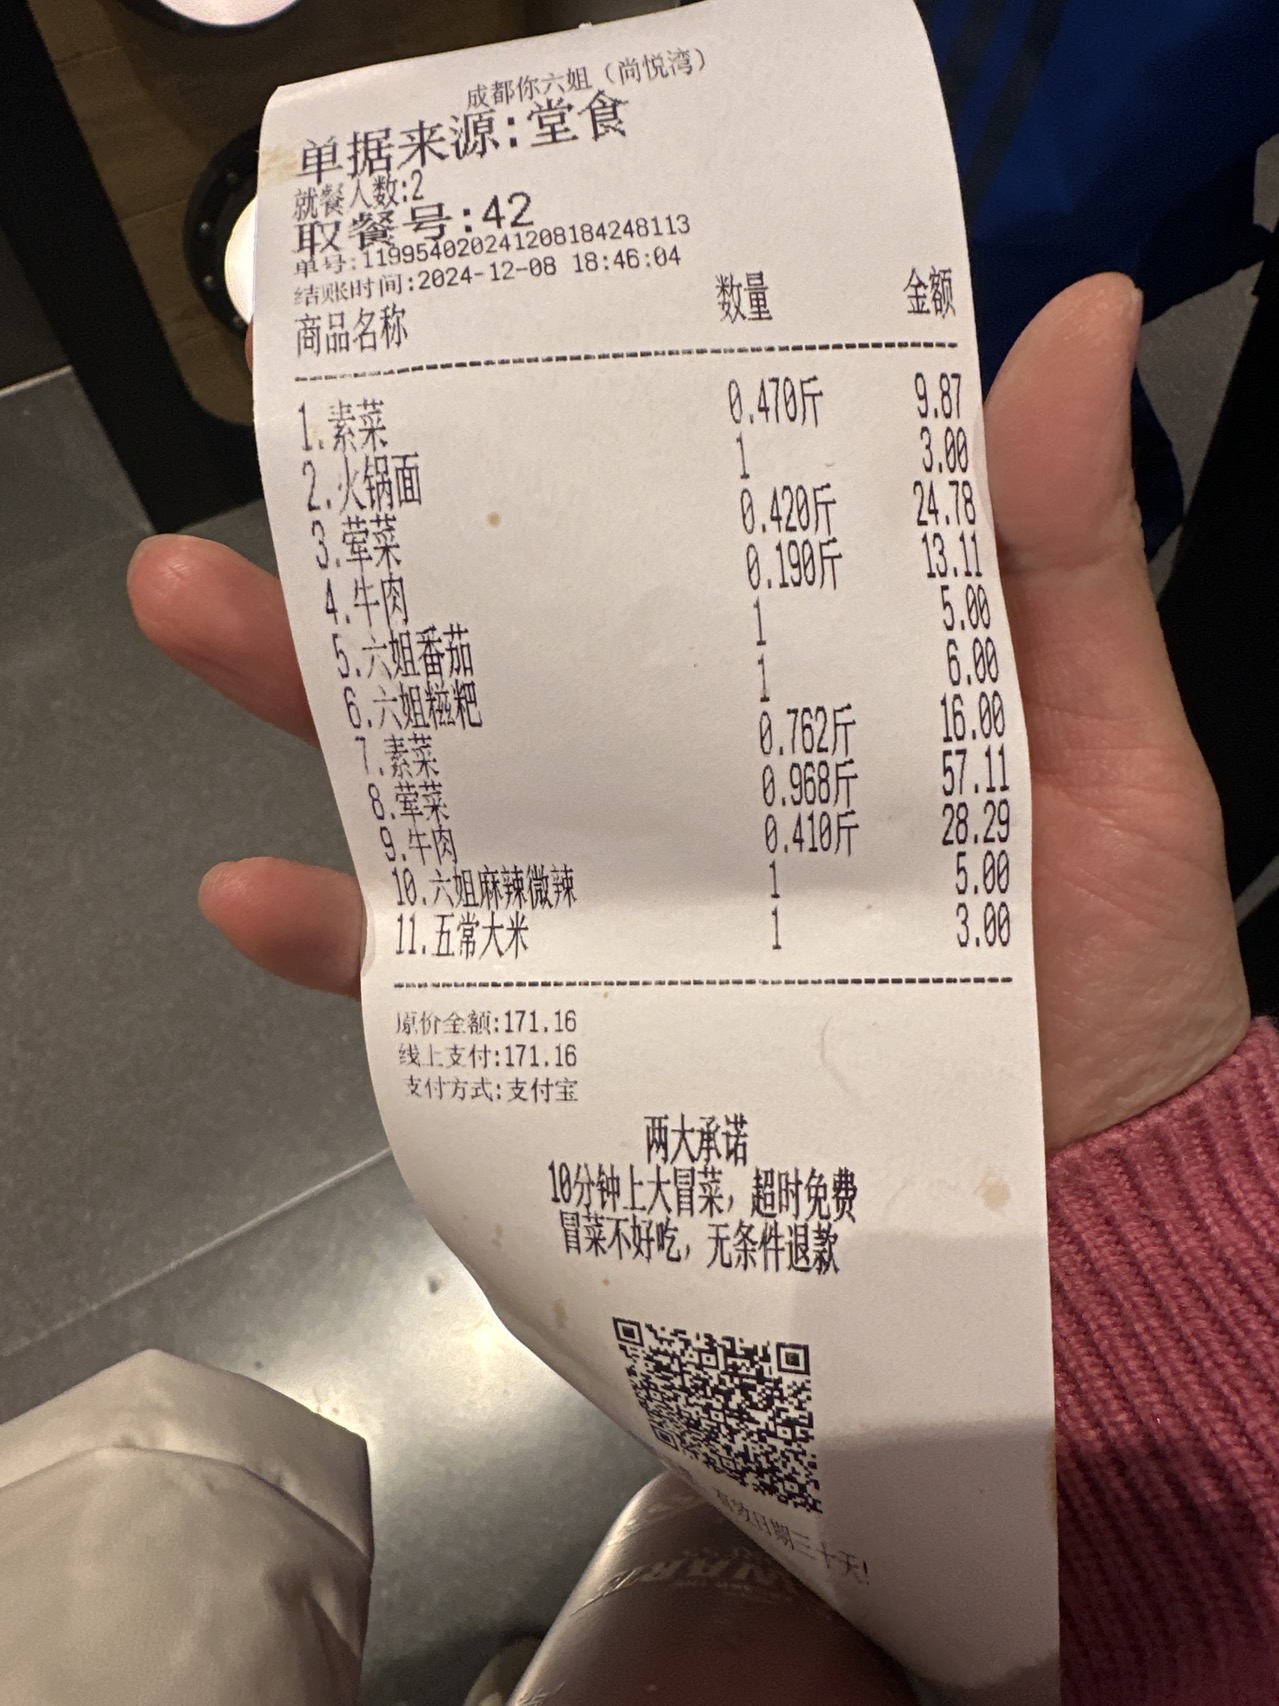 成都你六姐（尚悦湾）
单据来源:堂食
就餐人数:2
取餐号:42
单号:119954020241208184248113
结账时间:2024-12-08 18:46:04
商品名称 数量 金额
1.素菜 0.470斤 9.87
2.火锅面 1 3.00
3.荤菜 0.420斤 24.78
4.牛肉 0.190斤 13.11
5.六姐番茄 1 5.00
6.六姐糍粑 1 6.00
7.素菜 0.762斤 16.00
8.荤菜 0.968斤 57.11
9.牛肉 0.410斤 28.29
10.六姐麻辣微辣 1 5.00
11.五常大米 1 3.00
原价金额:171.16
线上支付:171.16
支付方式:支付宝
两大承诺
10分钟上大冒菜，超时免费
冒菜不好吃，无条件退款
日期三十天!